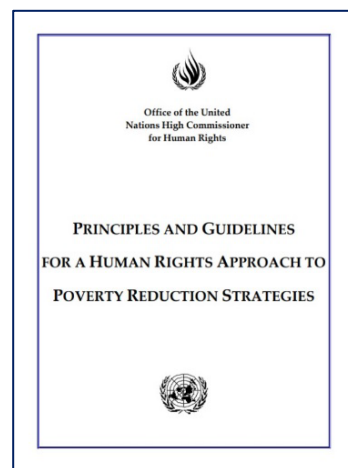 Office of the United
Nations High Commissioner
for Human Rights
PRINCIPLES AND GUIDELINES
FOR A HUMAN RIGHTS APPROACH TO
POVERTY REDUCTION STRATEGIES